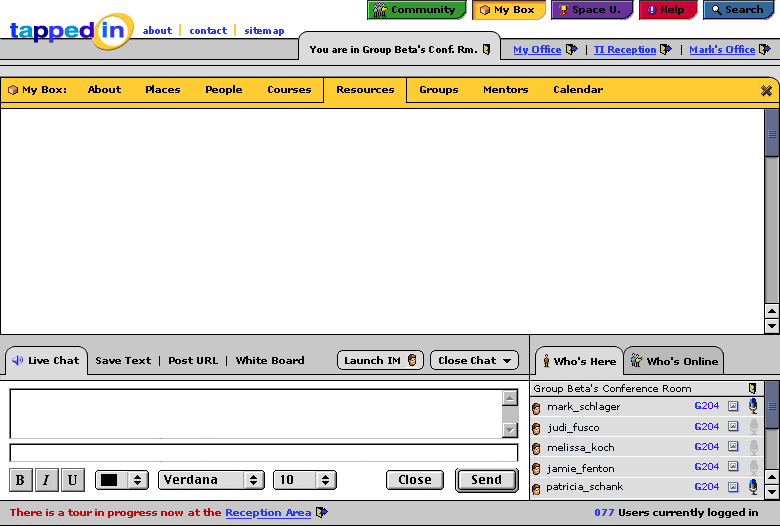 Community My Box Space U. Help Search
tapped in about | contact | sitemap
You are in Group Beta's Conf. Rm. My Office | TI Reception | Mark's Office
My Box: About Places People Courses Resources Groups Mentors Calendar
Live Chat Save Text | Post URL | White Board Launch IM Close Chat Who's Here Who's Online
Group Beta's Conference Room
mark_schlager G204
judi_fusco G204
melissa_koch G204
jamie_fenton G204
patricia_schank G204
B I U Verdana 10 Close Send
There is a tour in progress now at the Reception Area 077 Users currently logged in